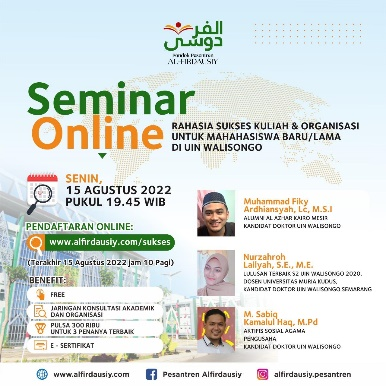 الفردوسي
Pondok Pesantren
AL-FIRDAUSIY
Seminar
Online
RAHASIA SUKSES KULIAH & ORGANISASI
UNTUK MAHAHASISWA BARU/LAMA
DI UIN WALISONGO
SENIN,
15 AGUSTUS 2022
PUKUL 19.45 WIB
PENDAFTARAN ONLINE:
www.alfirdausiy.com/sukses
(Terakhir 15 Agustus 2022 jam 10 Pagi)
BENEFIT:
FREE
JARINGAN KONSULTASI AKADEMIK
DAN ORGANISASI
PULSA 300 RIBU
UNTUK 3 PENANYA TERBAIK
E - SERTIFIKAT
Muhammad Fiky
Ardhiansyah, Lc, M.S.I
ALUMNI AL AZHAR KAIRO MESIR
KANDIDAT DOKTOR UIN WALISONGO
Nurzahroh
Lailyah, S.E., M.E.
LULUSAN TERBAIK S2 UIN WALISONGO 2020,
DOSEN UNIVERSITAS MURIA KUDUS,
KANDIDAT DOKTOR UIN WALISONGO SEMARANG
M. Sabiq
Kamalul Haq, M.Pd
AKTIFIS SOSIAL AGAMA
PENGUSAHA
KANDIDAT DOKTOR UIN WALISONGO
www.alfirdausiy.com
Pesantren Alfirdausiy
alfirdausiy.pesantren